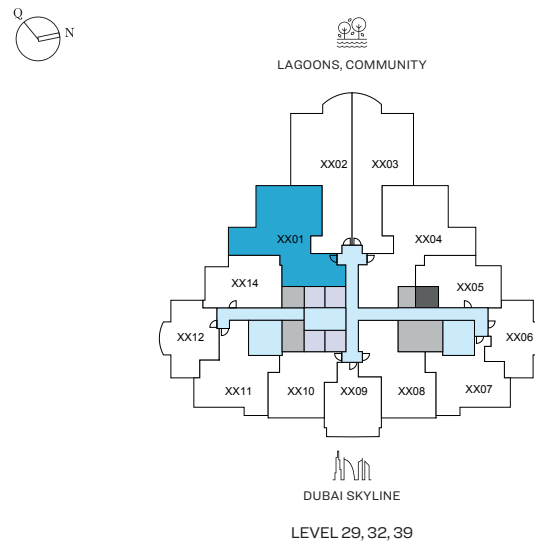 Q
N
LAGOONS, COMMUNITY
XX02
XX03
XX01
XX04
XX14
XX05
XX12
XX06
XX11
XX10
XX09
XX08
XX07
DUBAI SKYLINE
LEVEL 29, 32, 39